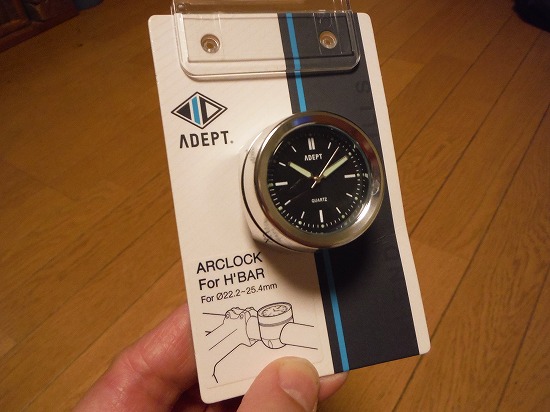 ADEPT.
ADEPT
QUARTZ
ARCLOCK
For H'BAR
For Ø22.2~25.4mm